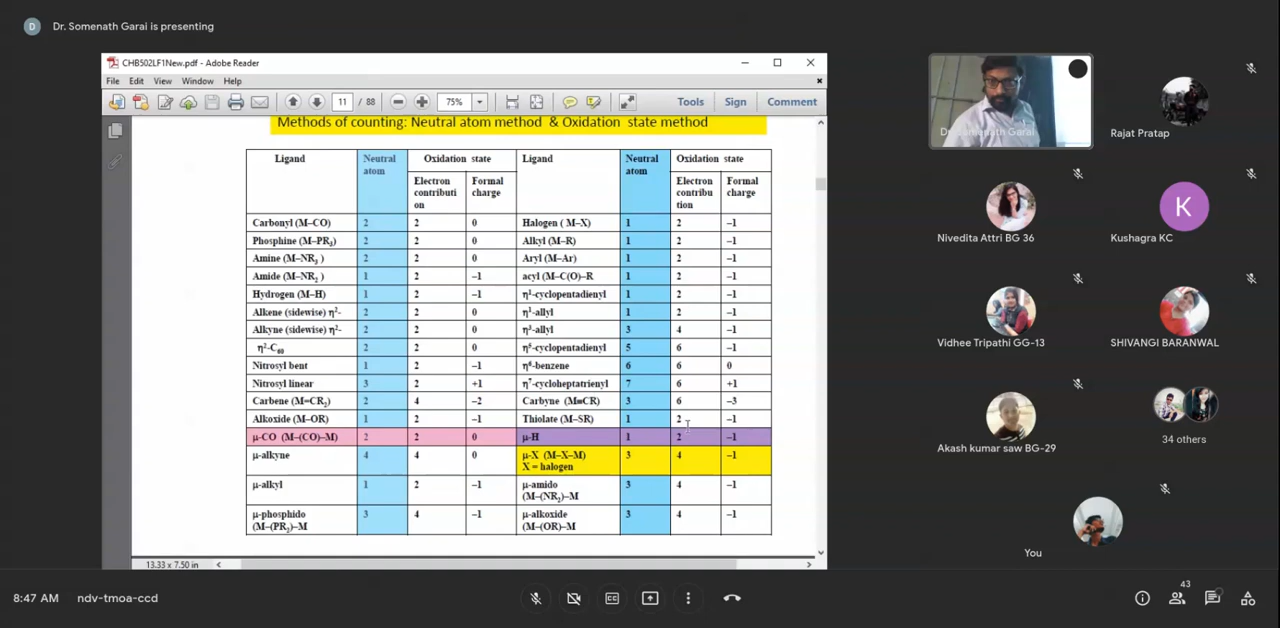 D Dr. Somenath Garai is presenting
CHB502LF1New.pdf - Adobe Reader
File Edit View Window Help
11 / 88 75% Tools Sign Comment
Methods of counting: Neutral atom method & Oxidation state method
Ligand Neutral atom Oxidation state Ligand Neutral atom Oxidation state
Electron contributi on Formal charge Electron contribu tion Formal charge
Carbonyl (M–CO) 2 2 0 Halogen ( M–X) 1 2 –1
Phosphine (M–PR3) 2 2 0 Alkyl (M–R) 1 2 –1
Amine (M–NR3 ) 2 2 0 Aryl (M–Ar) 1 2 –1
Amide (M–NR2 ) 1 2 –1 acyl (M–C(O)–R 1 2 –1
Hydrogen (M–H) 1 2 –1 η1-cyclopentadienyl 1 2 –1
Alkene (sidewise) η2- 2 2 0 η1-allyl 1 2 –1
Alkyne (sidewise) η2- 2 2 0 η3-allyl 3 4 –1
η2-C60 2 2 0 η5-cyclopentadienyl 5 6 –1
Nitrosyl bent 1 2 –1 η6-benzene 6 6 0
Nitrosyl linear 3 2 +1 η7-cycloheptatrienyl 7 6 +1
Carbene (M=CR2) 2 4 –2 Carbyne (M≡CR) 3 6 –3
Alkoxide (M–OR) 1 2 –1 Thiolate (M–SR) 1 2 –1
μ-CO (M–(CO)–M) 2 2 0 μ-H 1 2 –1
μ-alkyne 4 4 0 μ-X (M–X–M) 3 4 –1
X = halogen
μ-alkyl 1 2 –1 μ-amido 3 4 –1
(M–(NR2)–M
μ-phosphido 3 4 –1 μ-alkoxide 3 4 –1
(M–(PR2)–M (M–(OR)–M
13.33 x 7.50 in
Dr. Somenath Garai
Rajat Pratap
Nivedita Attri BG 36
K
Kushagra KC
Vidhee Tripathi GG-13
SHIVANGI BARANWAL
Akash kumar saw BG-29
34 others
You
8:47 AM ndv-tmoa-ccd
CC
43